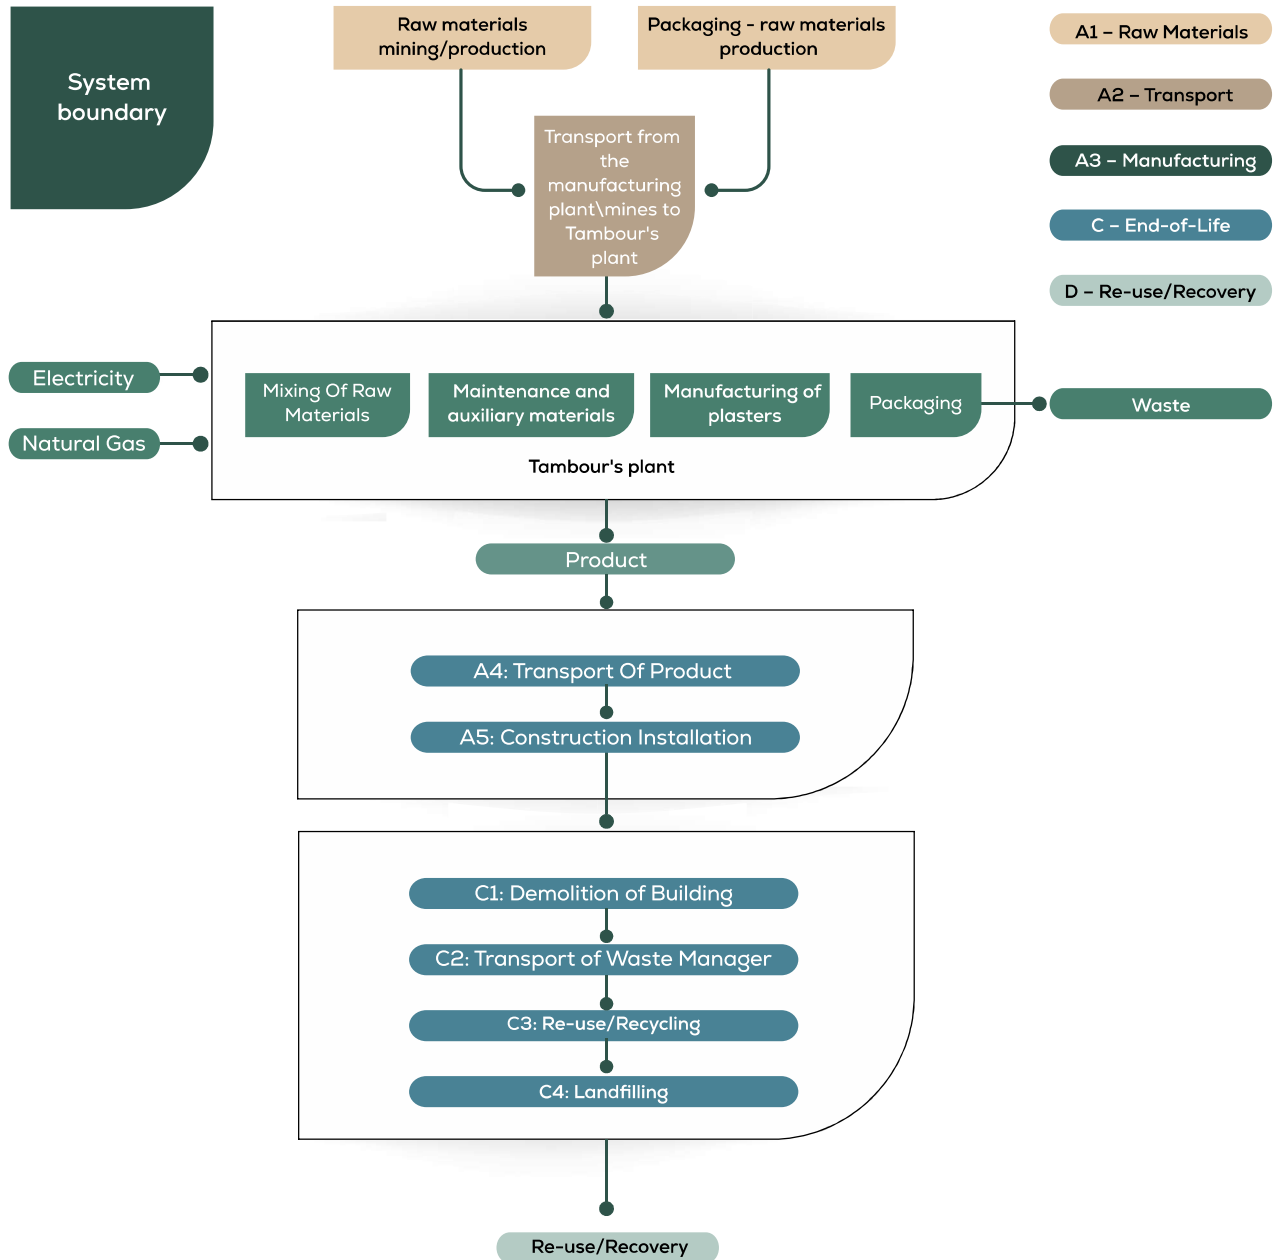 System
boundary
Raw materials
mining/production
Packaging - raw materials
production
A1 – Raw Materials
A2 – Transport
A3 – Manufacturing
C – End-of-Life
D – Re-use/Recovery
Transport from
the
manufacturing
plant\mines to
Tambour's
plant
Electricity
Natural Gas
Mixing Of Raw
Materials
Maintenance and
auxiliary materials
Manufacturing of
plasters
Packaging
Waste
Tambour's plant
Product
A4: Transport Of Product
A5: Construction Installation
C1: Demolition of Building
C2: Transport of Waste Manager
C3: Re-use/Recycling
C4: Landfilling
Re-use/Recovery